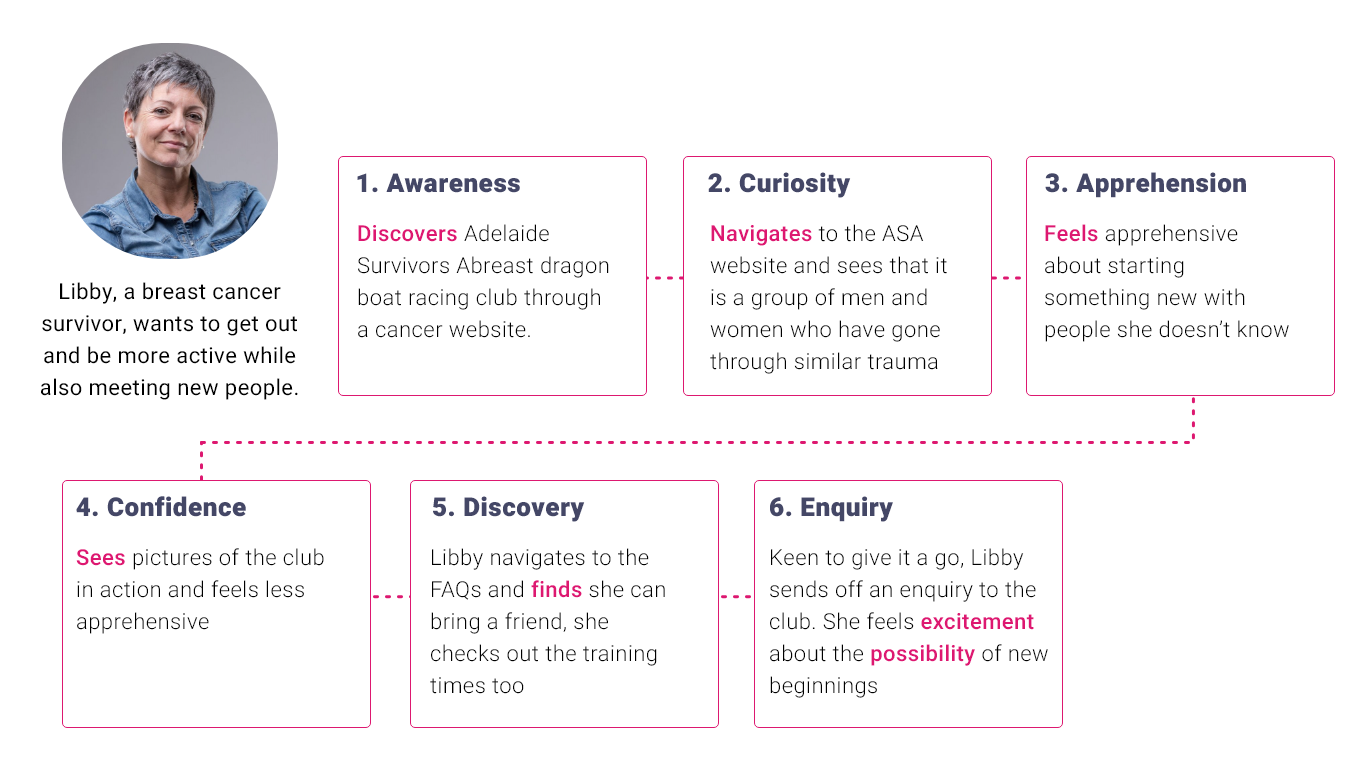 Libby, a breast cancer
survivor, wants to get out
and be more active while
also meeting new people.
1. Awareness
Discovers Adelaide
Survivors Abreast dragon
boat racing club through
a cancer website.
2. Curiosity
Navigates to the ASA
website and sees that it
is a group of men and
women who have gone
through similar trauma
3. Apprehension
Feels apprehensive
about starting
something new with
people she doesn’t know
4. Confidence
Sees pictures of the club
in action and feels less
apprehensive
5. Discovery
Libby navigates to the
FAQs and finds she can
bring a friend, she
checks out the training
times too
6. Enquiry
Keen to give it a go, Libby
sends off an enquiry to the
club. She feels excitement
about the possibility of new
beginnings